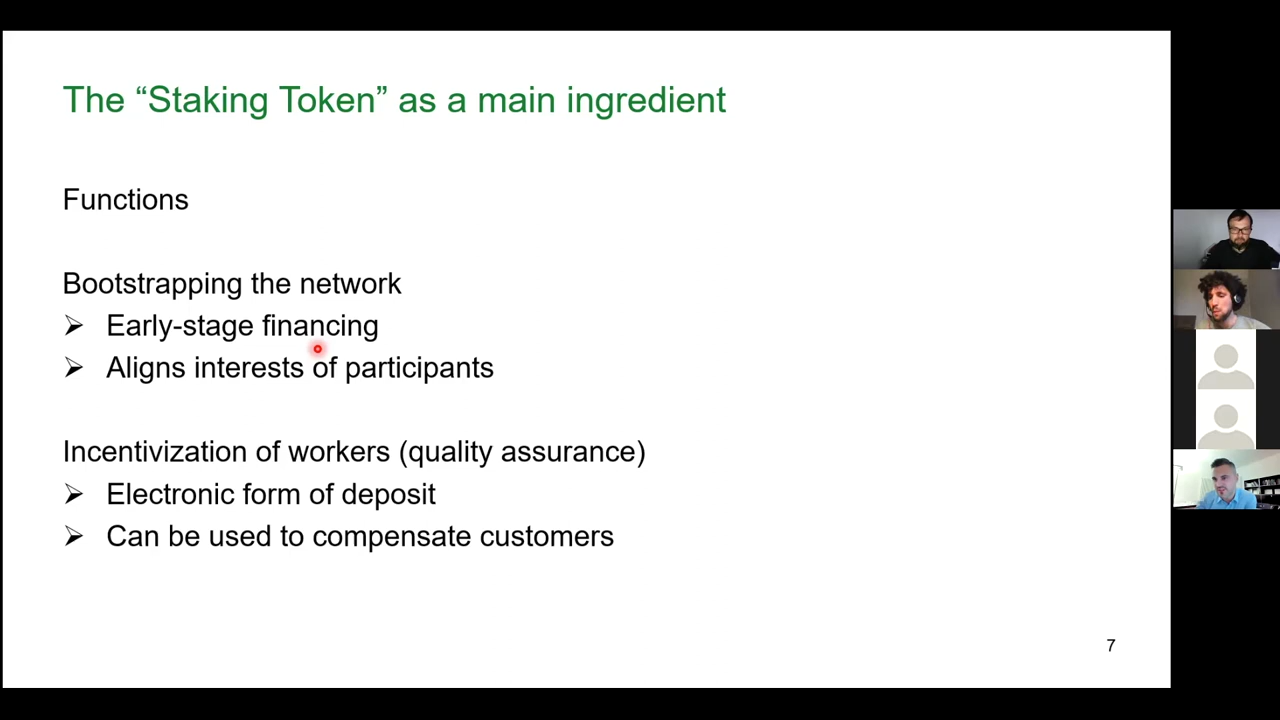 The “Staking Token” as a main ingredient
Functions
Bootstrapping the network
➢ Early-stage financing
➢ Aligns interests of participants
Incentivization of workers (quality assurance)
➢ Electronic form of deposit
➢ Can be used to compensate customers
7